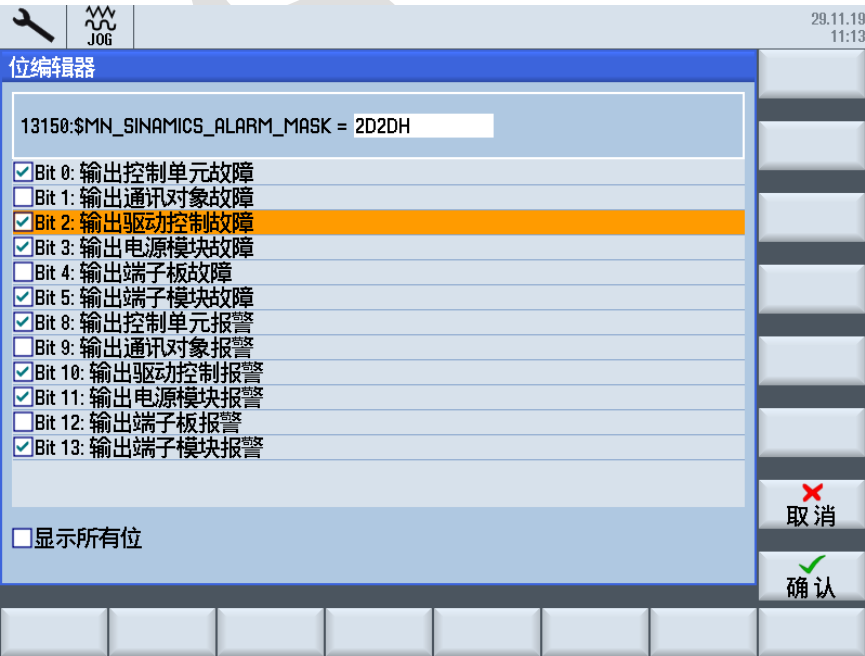 JOG
29.11.19
11:13
位编辑器
13150:$MN_SINAMICS_ALARM_MASK = 2D2DH
Bit 0: 输出控制单元故障
Bit 1: 输出通讯对象故障
Bit 2: 输出驱动控制故障
Bit 3: 输出电源模块故障
Bit 4: 输出端子板故障
Bit 5: 输出端子模块故障
Bit 8: 输出控制单元报警
Bit 9: 输出通讯对象报警
Bit 10: 输出驱动控制报警
Bit 11: 输出电源模块报警
Bit 12: 输出端子板报警
Bit 13: 输出端子模块报警
显示所有位
取消
确认